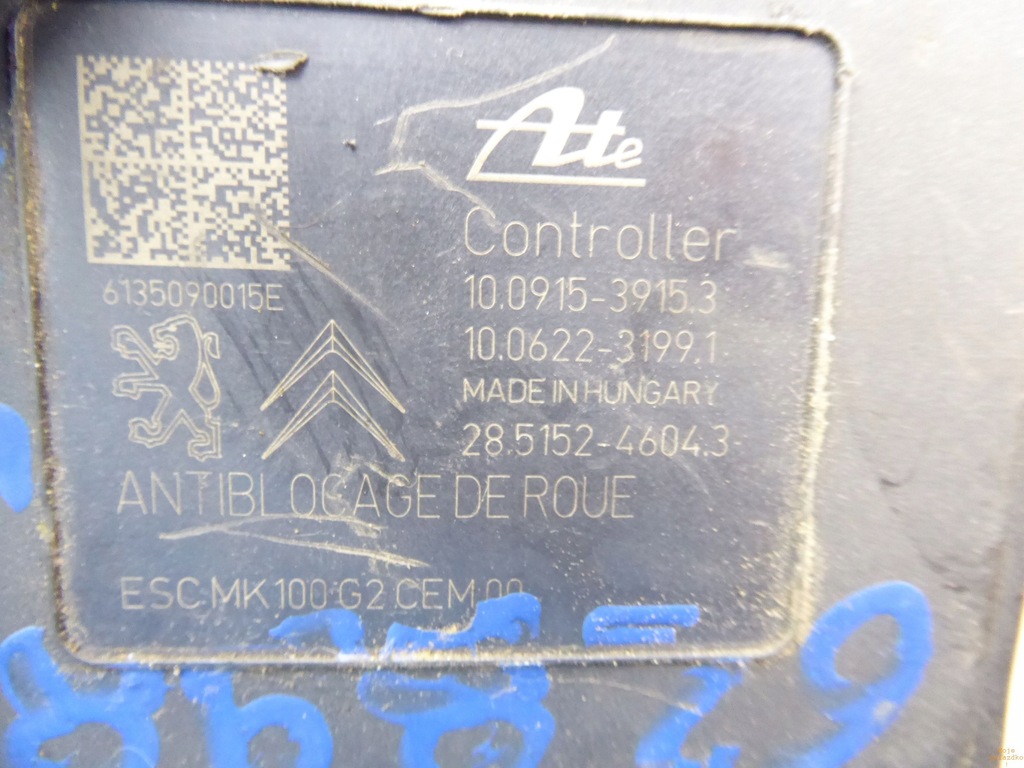 Ate
Controller
10.0915-3915.3
10.0622-3199.1
MADE IN HUNGARY
28.5152-4604.3
6135090015E
ANTIBLOCAGE DE ROUE
ESC MK100 G2 CEM 00